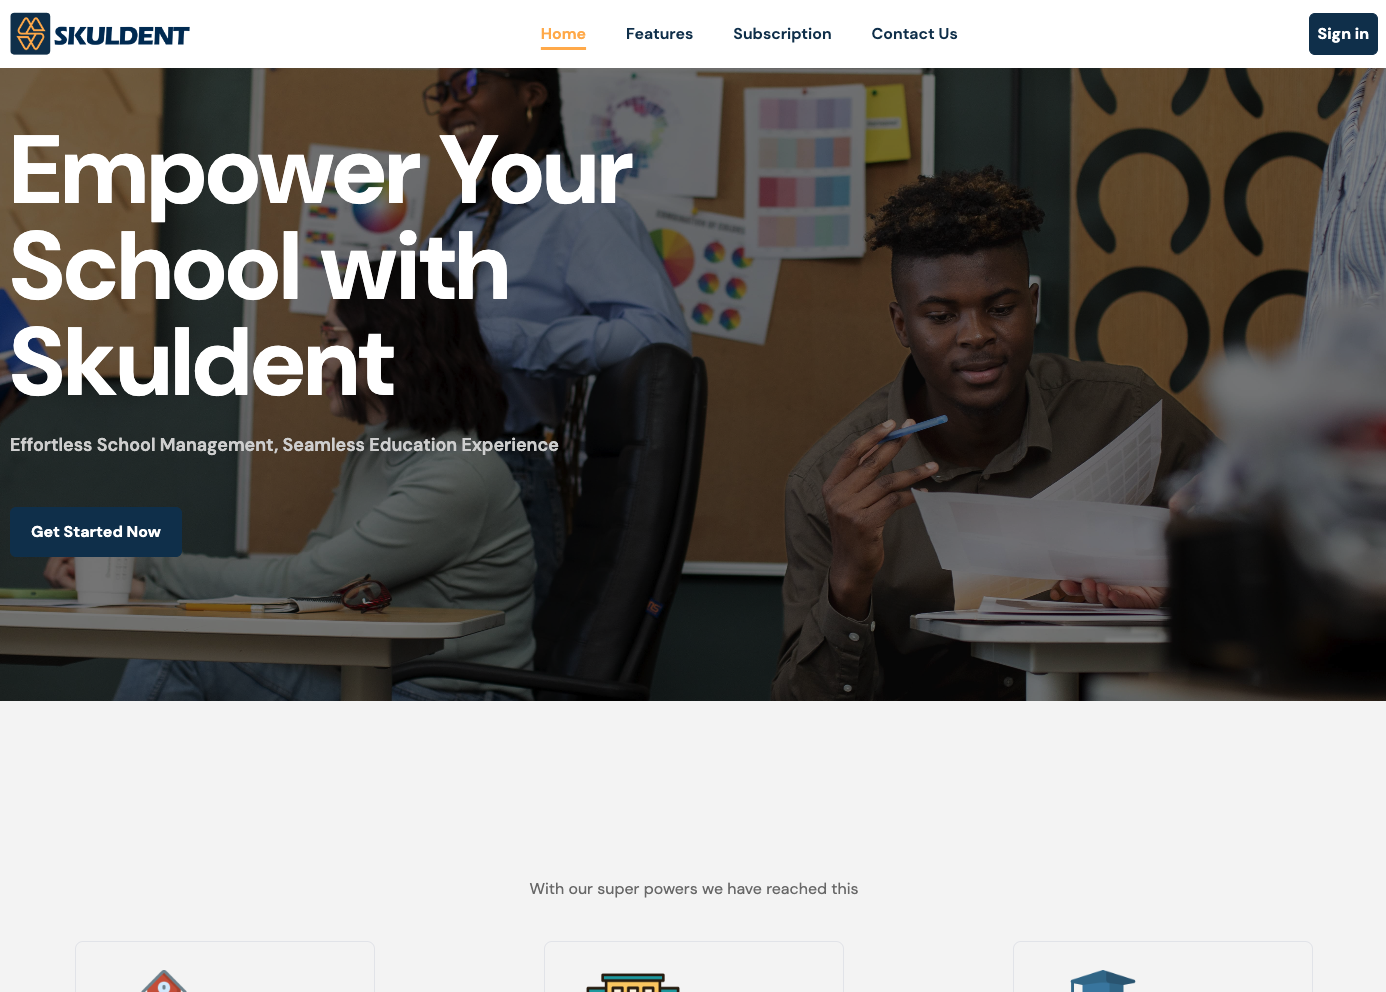 SKULDENT
Home
Features
Subscription
Contact Us
Sign in
Empower Your
School with
Skuldent
Effortless School Management, Seamless Education Experience
Get Started Now
With our super powers we have reached this